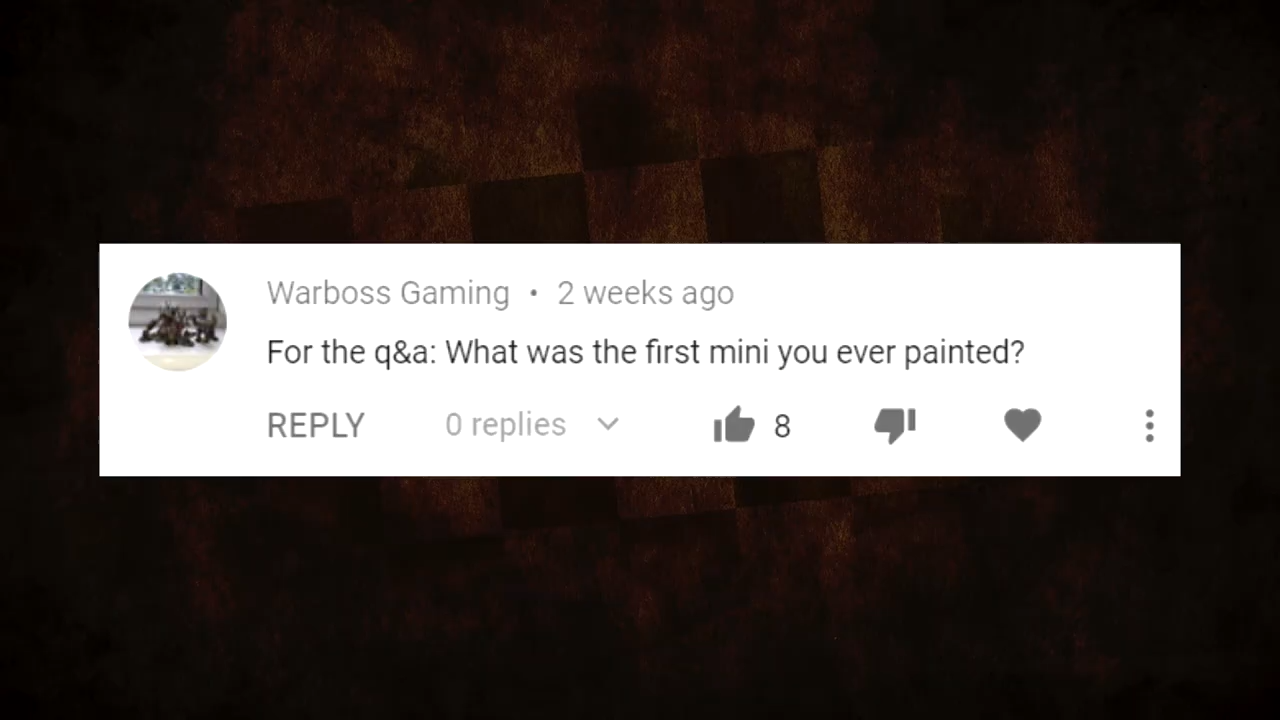 Warboss Gaming • 2 weeks ago
For the q&a: What was the first mini you ever painted?
REPLY 0 replies 8